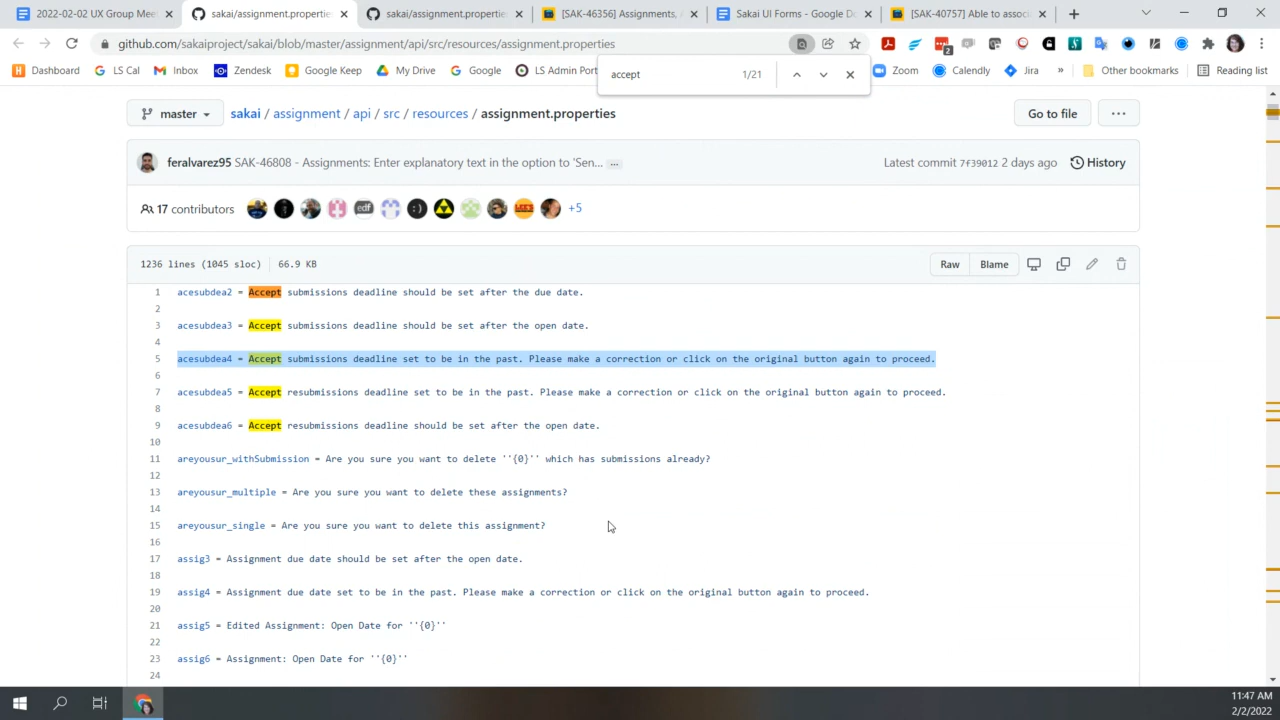 2022-02-02 UX Group Mee
sakai/assignment.properties
sakai/assignment.propertie
[SAK-46356] Assignments,
Sakai UI Forms - Google D
[SAK-40757] Able to asso
github.com/sakaiproject/sakai/blob/master/assignment/api/src/resources/assignment.properties
2
Dashboard
LS Cal
Inbox
Zendesk
Google Keep
My Drive
Google
LS Admin Port
Zoom
Calendly
Jira
»
Other bookmarks
Reading list
accept
1/21
master
sakai / assignment / api / src / resources / assignment.properties
Go to file
...
feralvarez95 SAK-46808 - Assignments: Enter explanatory text in the option to 'Sen... ...
Latest commit 7f39012 2 days ago
History
17 contributors
edf
+5
1236 lines (1045 sloc)
66.9 KB
Raw
Blame
1 acesubdea2 = Accept submissions deadline should be set after the due date.
2
3 acesubdea3 = Accept submissions deadline should be set after the open date.
4
5 acesubdea4 = Accept submissions deadline set to be in the past. Please make a correction or click on the original button again to proceed.
6
7 acesubdea5 = Accept resubmissions deadline set to be in the past. Please make a correction or click on the original button again to proceed.
8
9 acesubdea6 = Accept resubmissions deadline should be set after the open date.
10
11 areyousur_withSubmission = Are you sure you want to delete ''{0}'' which has submissions already?
12
13 areyousur_multiple = Are you sure you want to delete these assignments?
14
15 areyousur_single = Are you sure you want to delete this assignment?
16
17 assig3 = Assignment due date should be set after the open date.
18
19 assig4 = Assignment due date set to be in the past. Please make a correction or click on the original button again to proceed.
20
21 assig5 = Edited Assignment: Open Date for ''{0}''
22
23 assig6 = Assignment: Open Date for ''{0}''
24
11:47 AM
2/2/2022